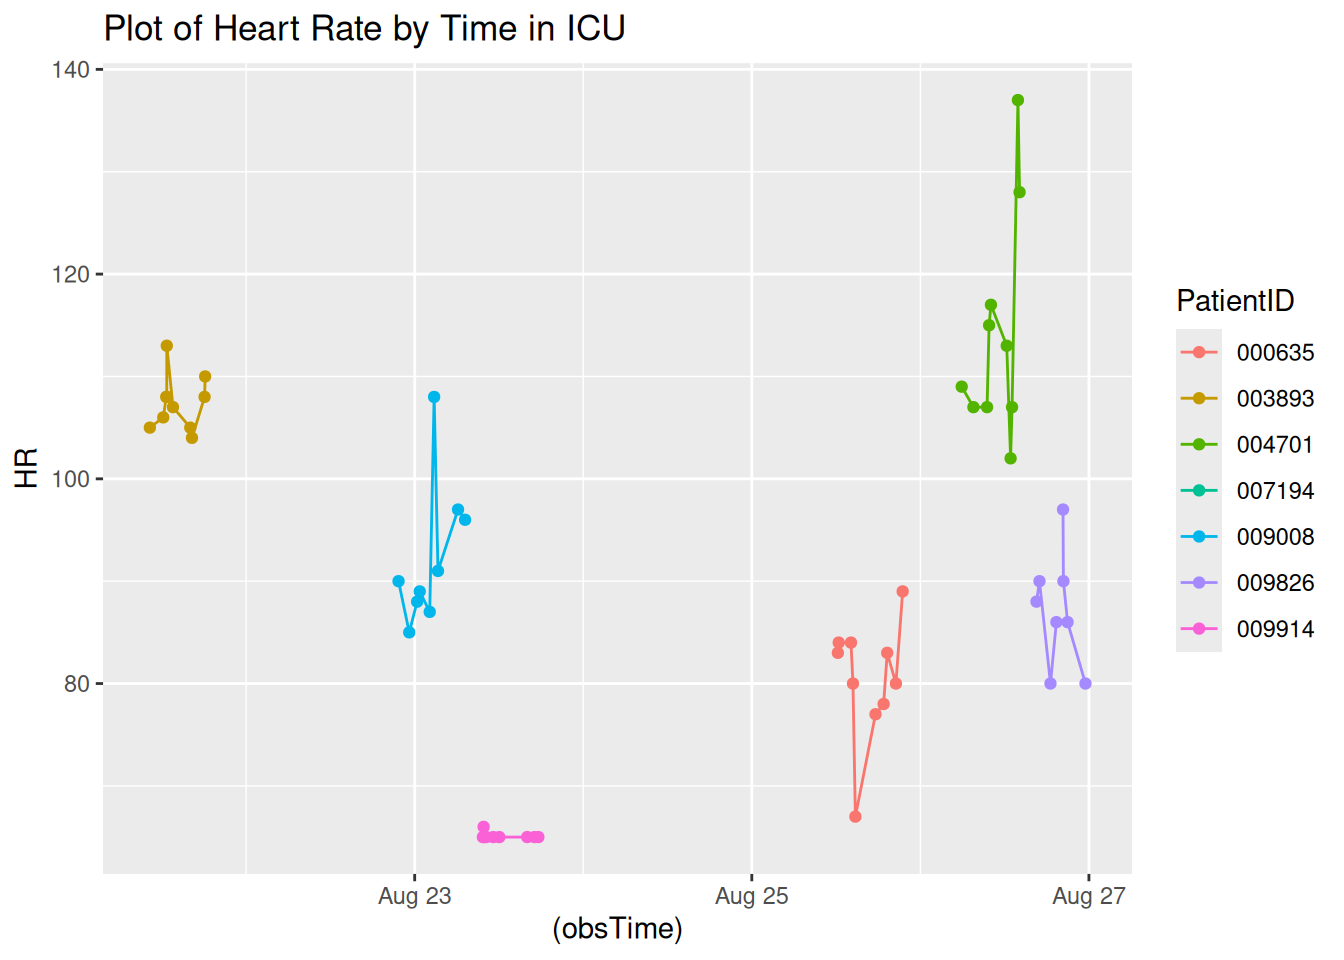 Plot of Heart Rate by Time in ICU
140
120
100
80
HR
Aug 23
Aug 25
Aug 27
(obsTime)
PatientID
000635
003893
004701
007194
009008
009826
009914